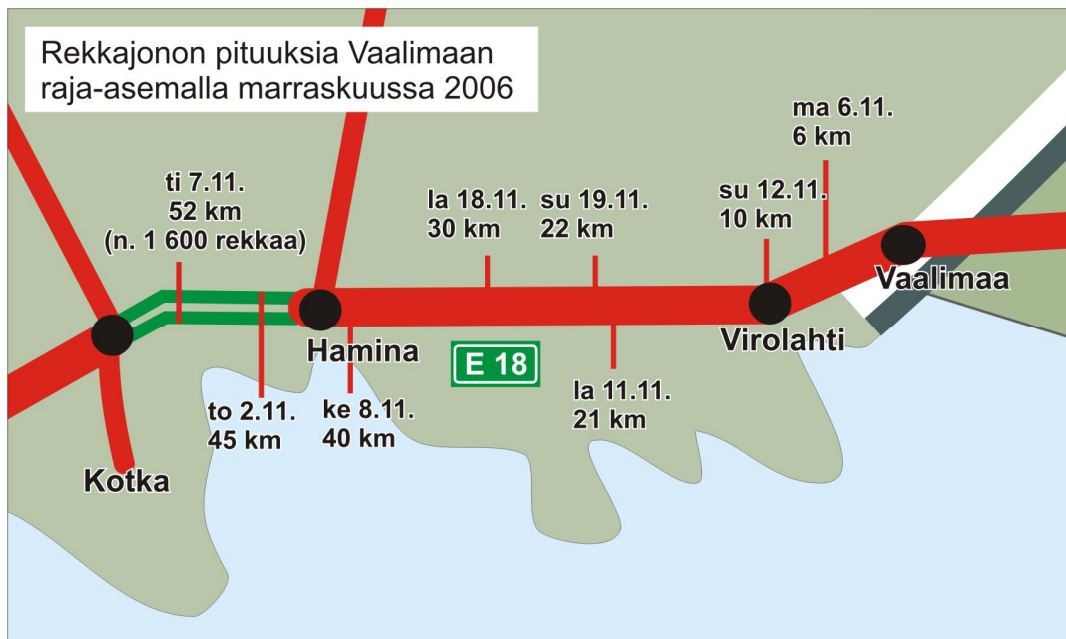 Rekkajonon pituuksia Vaalimaan
raja-asemalla marraskuussa 2006
ma 6.11.
6 km
ti 7.11.
52 km
(n. 1 600 rekkaa)
la 18.11.
30 km
su 19.11.
22 km
su 12.11.
10 km
Vaalimaa
Hamina
Virolahti
E 18
to 2.11.
45 km
ke 8.11.
40 km
la 11.11.
21 km
Kotka